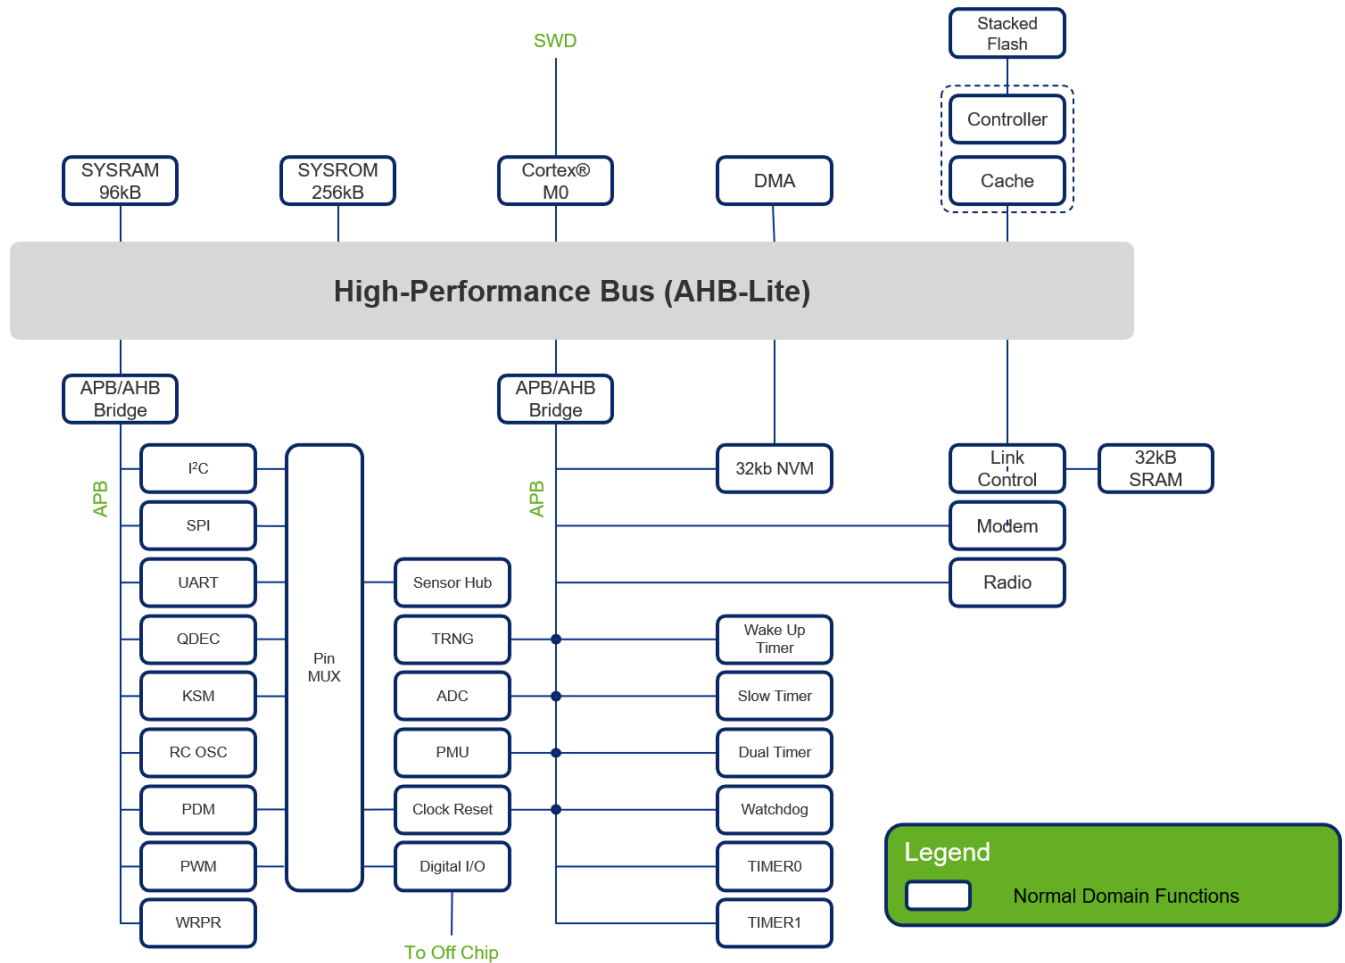 Stacked
Flash
SWD
Controller
SYSRAM
96kB
SYSROM
256kB
Cortex®
M0
DMA
Cache
High-Performance Bus (AHB-Lite)
APB/AHB
Bridge
APB/AHB
Bridge
I²C
32kb NVM
Link
Control
32kB
SRAM
APB
APB
SPI
Modem
UART
Sensor Hub
Radio
QDEC
TRNG
Wake Up
Timer
Pin
MUX
KSM
ADC
Slow Timer
RC OSC
PMU
Dual Timer
PDM
Clock Reset
Watchdog
PWM
Digital I/O
TIMER0
Legend
Normal Domain Functions
WRPR
TIMER1
To Off Chip